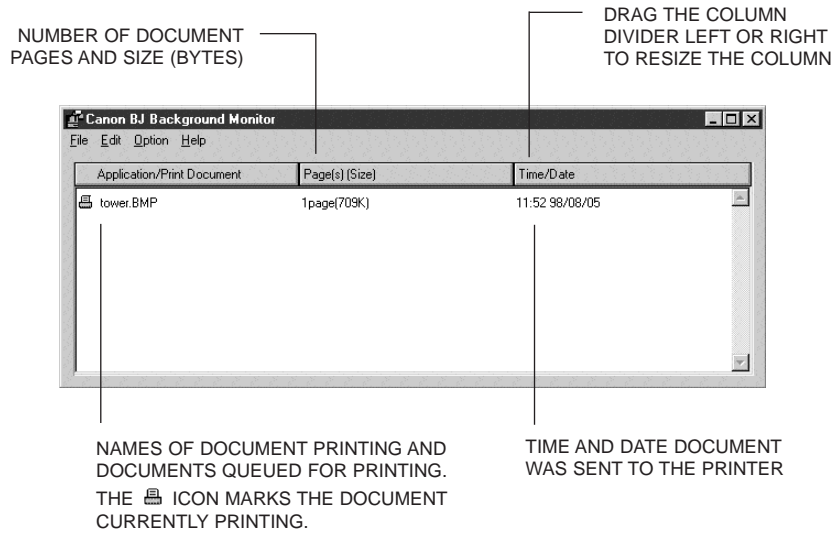 NUMBER OF DOCUMENT
PAGES AND SIZE (BYTES)
DRAG THE COLUMN
DIVIDER LEFT OR RIGHT
TO RESIZE THE COLUMN
Canon BJ Background Monitor
File Edit Option Help
Application/Print Document Page(s) (Size) Time/Date
tower.BMP 1page(709K) 11:52 98/08/05
NAMES OF DOCUMENT PRINTING AND
DOCUMENTS QUEUED FOR PRINTING.
THE ICON MARKS THE DOCUMENT
CURRENTLY PRINTING.
TIME AND DATE DOCUMENT
WAS SENT TO THE PRINTER